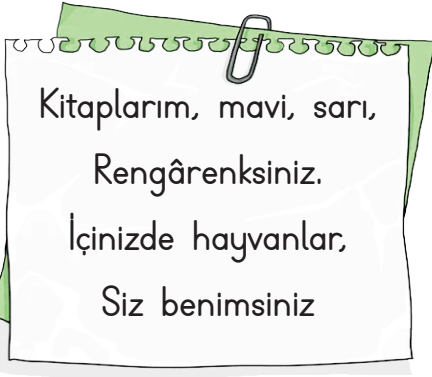 Kitaplarım, mavi, sarı,
Rengârenksiniz.
İçinizde hayvanlar,
Siz benimsiniz